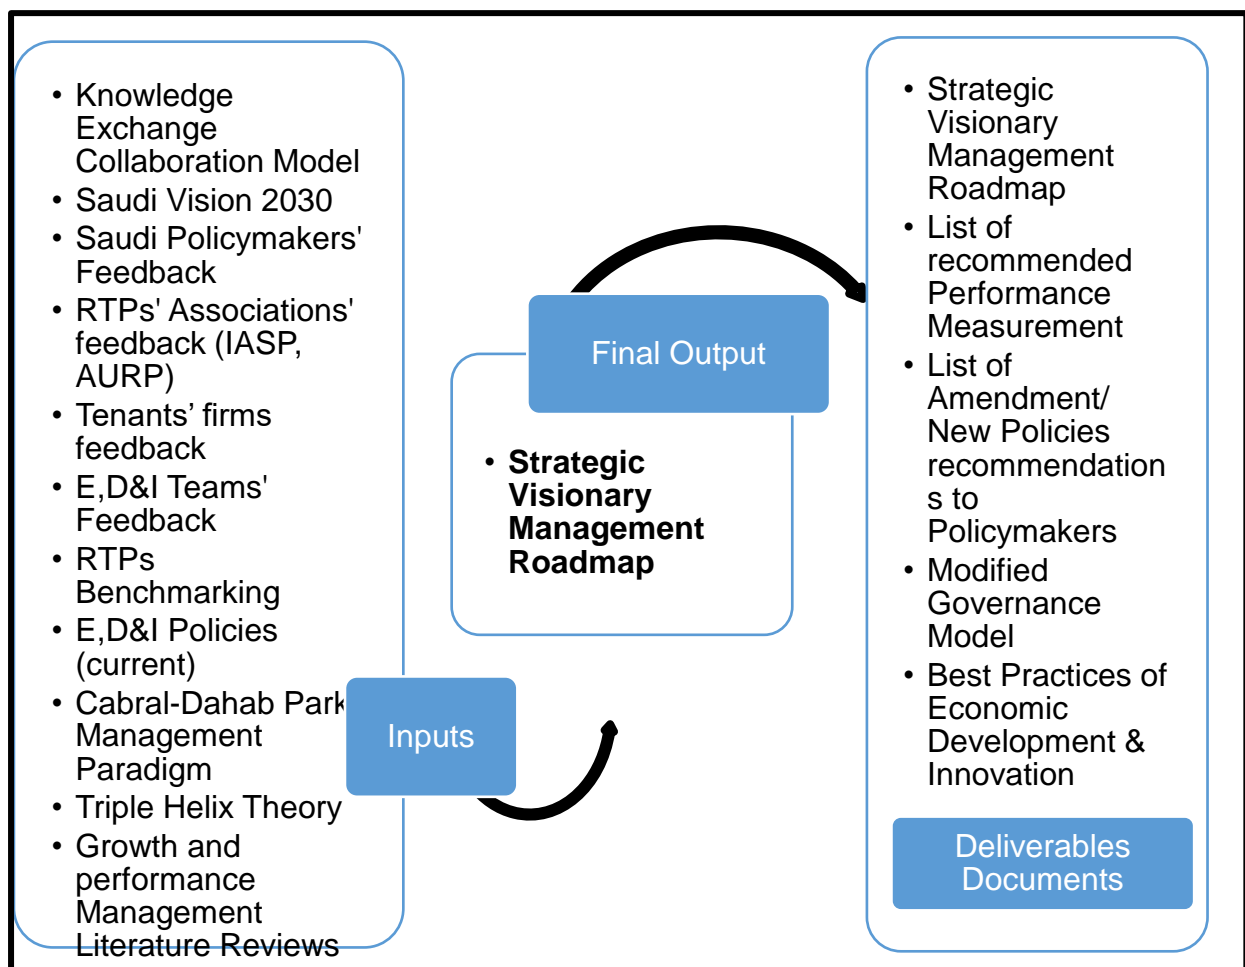 • Knowledge
Exchange
Collaboration Model
• Saudi Vision 2030
• Saudi Policymakers'
Feedback
• RTPs' Associations'
feedback (IASP,
AURP)
• Tenants’ firms
feedback
• E,D&I Teams'
Feedback
• RTPs
Benchmarking
• E,D&I Policies
(current)
• Cabral-Dahab Park
Management
Paradigm
• Triple Helix Theory
• Growth and
performance
Management
Literature Reviews
Inputs
Final Output
• Strategic
Visionary
Management
Roadmap
• Strategic
Visionary
Management
Roadmap
• List of
recommended
Performance
Measurement
• List of
Amendment/
New Policies
recommendation
s to
Policymakers
• Modified
Governance
Model
• Best Practices of
Economic
Development &
Innovation
Deliverables
Documents